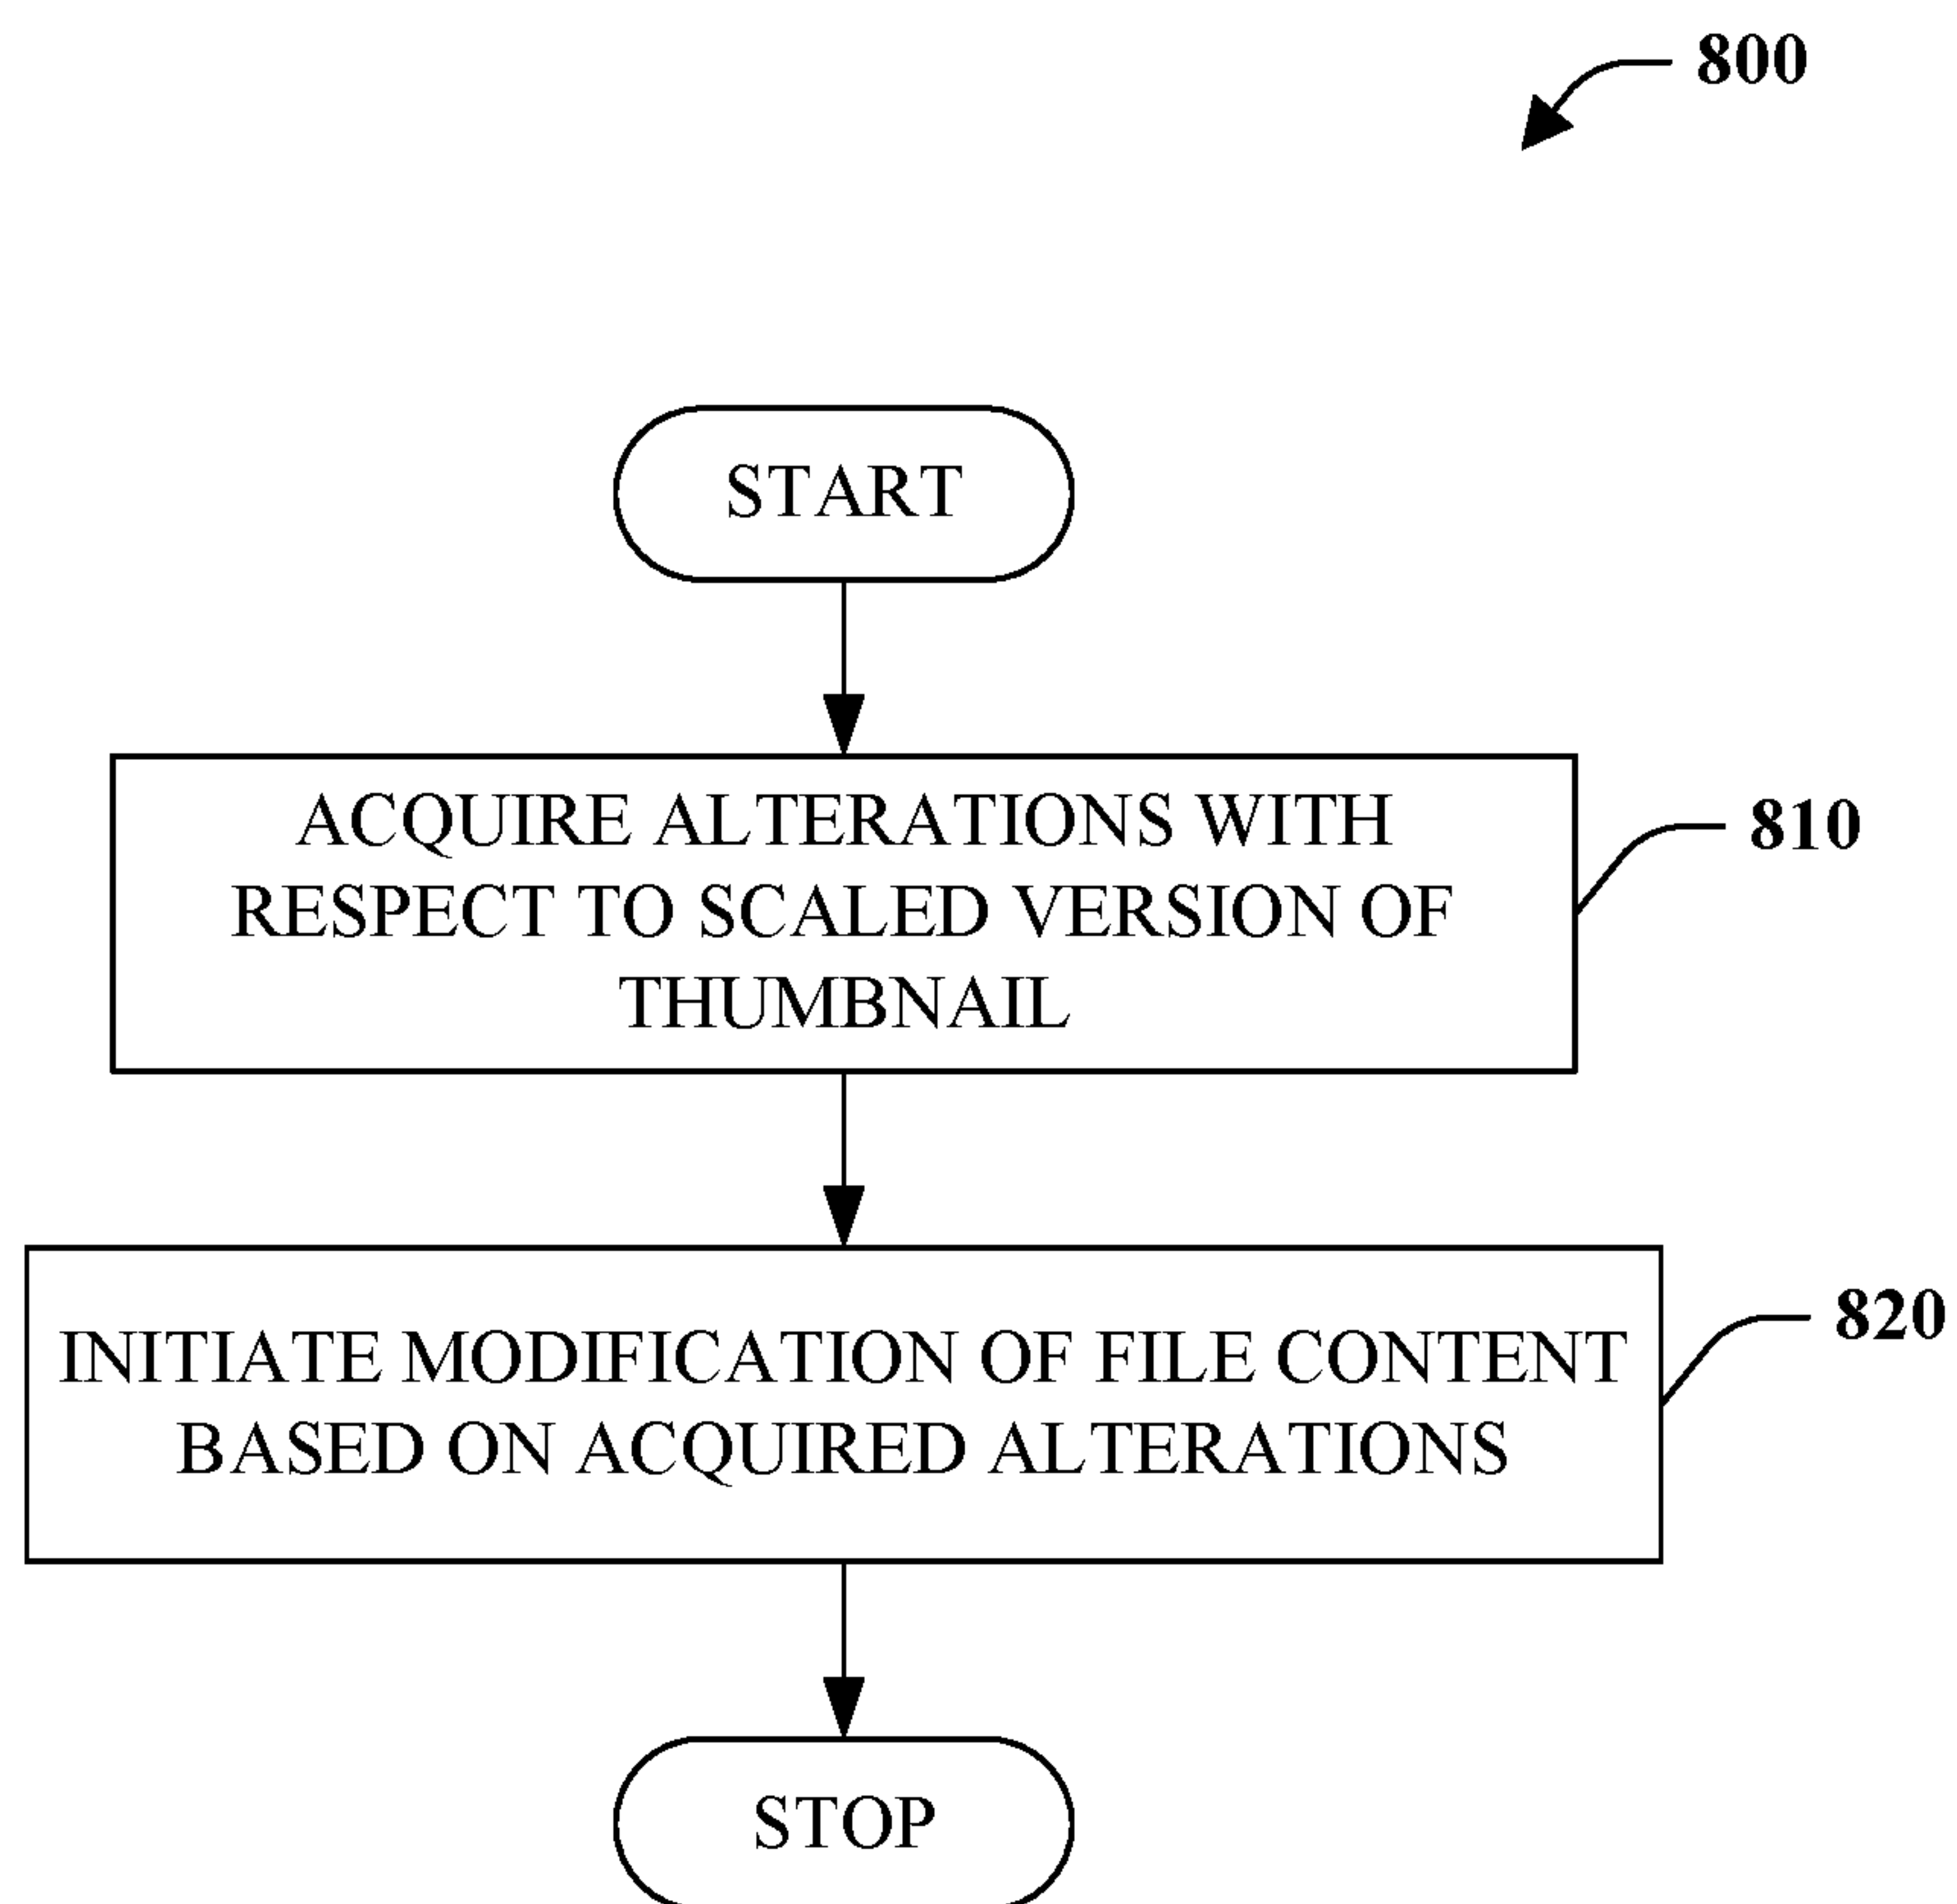 800
START
ACQUIRE ALTERATIONS WITH
RESPECT TO SCALED VERSION OF
THUMBNAIL
810
INITIATE MODIFICATION OF FILE CONTENT
BASED ON ACQUIRED ALTERATIONS
820
STOP